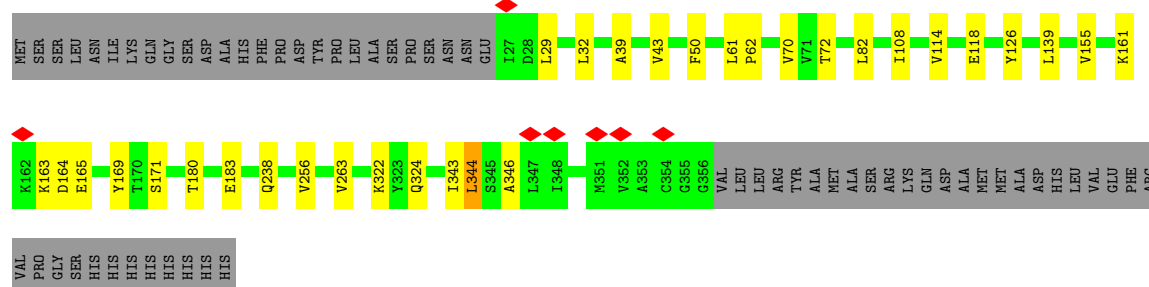 MET SER SER LEU ASN ILE LYS GLN GLY SER ASP ALA HIS PHE PRO ASP TYR PRO LEU ALA SER PRO SER ASN ASN GLU I27 D28 L29 L32 A39 V43 F50 L61 P62 V70 V71 T72 L82 I108 V114 E118 Y126 L139 V155 K161
K162 K163 D164 E165 Y169 T170 S171 T180 E183 Q238 V256 V263 K322 Y323 Q324 I343 L344 S345 A346 L347 I348 M351 V352 A353 C354 G355 G356 VAL LEU LEU ARG TYR ALA MET ALA SER ARG LYS GLN ASP ALA MET MET ALA ASP HIS LEU VAL GLU PHE ARG
VAL PRO GLY SER HIS HIS HIS HIS HIS HIS HIS HIS